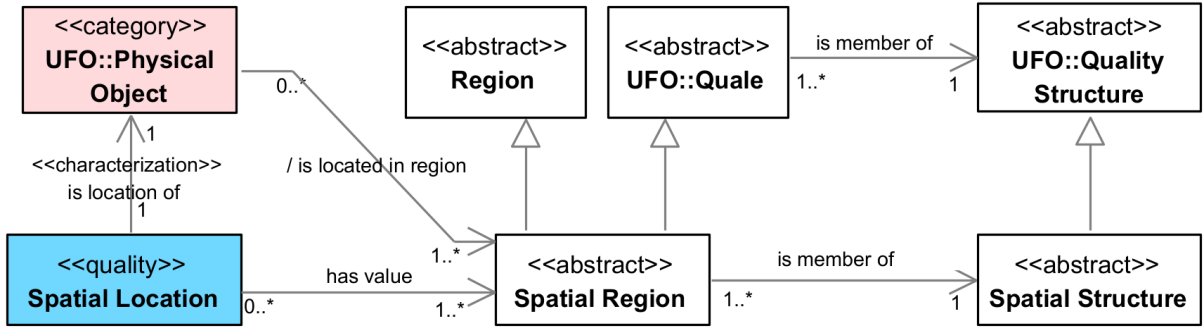 <<category>>
UFO::Physical
Object
<<abstract>>
Region
<<abstract>>
UFO::Quale
is member of
1..*
1
<<abstract>>
UFO::Quality
Structure
0..*
1
<<characterization>>
is location of
1
/ is located in region
1..*
<<quality>>
Spatial Location
has value
0..*
1..*
<<abstract>>
Spatial Region
is member of
1..*
1
<<abstract>>
Spatial Structure